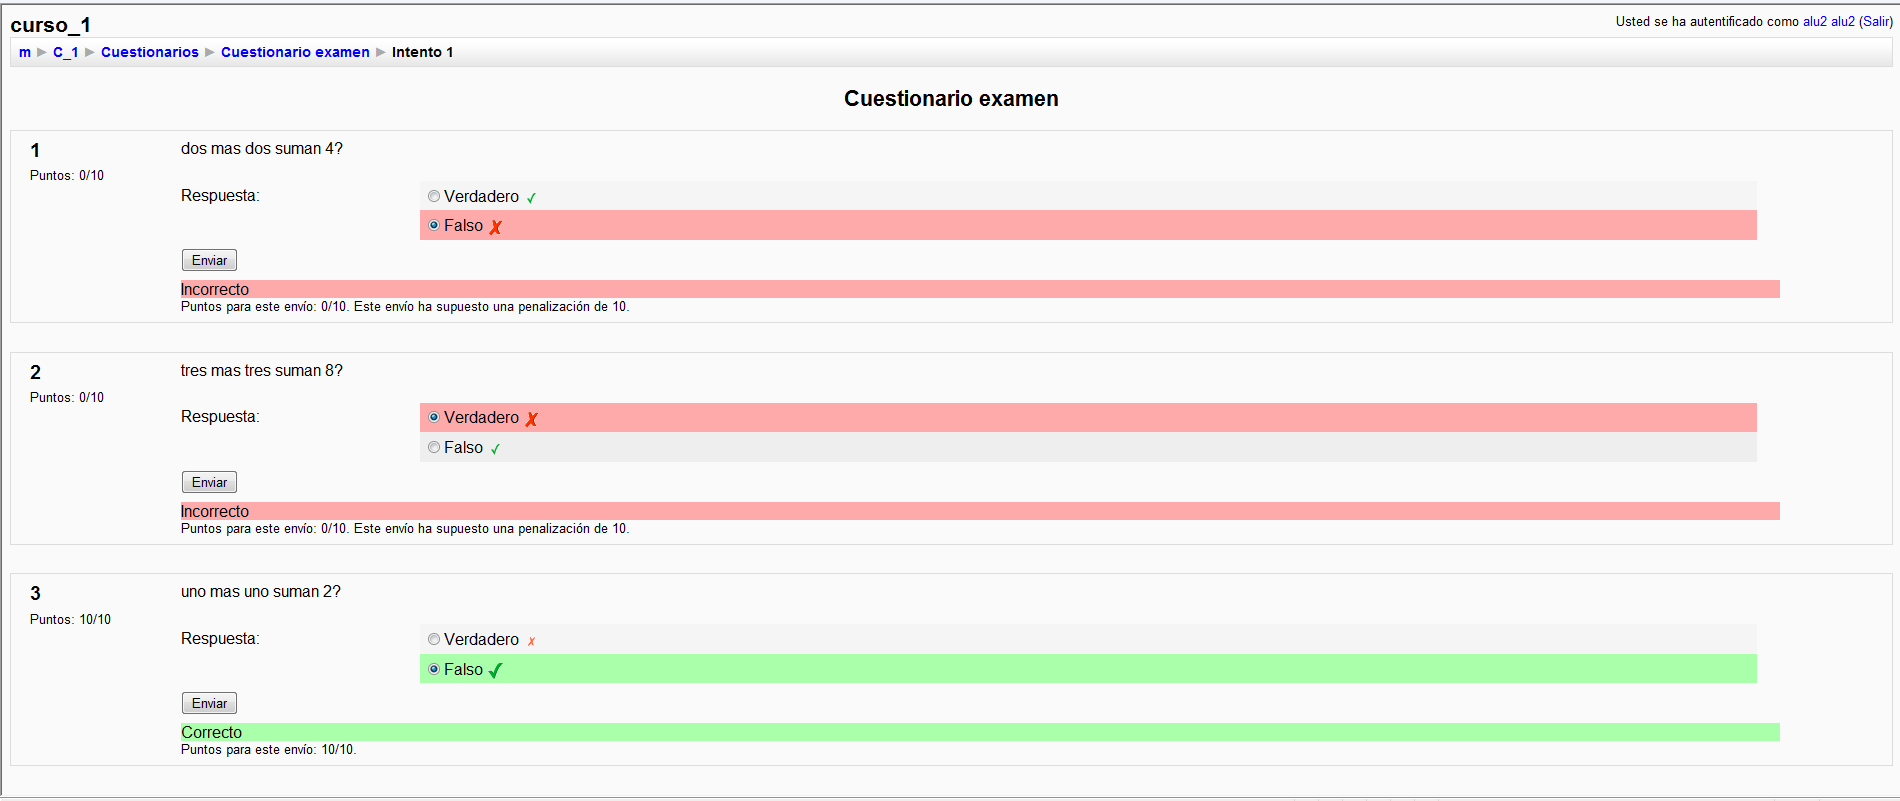 curso_1
Usted se ha autentificado como alu2 alu2 (Salir)
m ► C_1 ► Cuestionarios ► Cuestionario examen ► Intento 1
Cuestionario examen
1
dos mas dos suman 4?
Puntos: 0/10
Respuesta:
Verdadero ✓
Falso ✗
Enviar
Incorrecto
Puntos para este envío: 0/10. Este envío ha supuesto una penalización de 10.
2
tres mas tres suman 8?
Puntos: 0/10
Respuesta:
Verdadero ✗
Falso ✓
Enviar
Incorrecto
Puntos para este envío: 0/10. Este envío ha supuesto una penalización de 10.
3
uno mas uno suman 2?
Puntos: 10/10
Respuesta:
Verdadero ✗
Falso ✓
Enviar
Correcto
Puntos para este envío: 10/10.